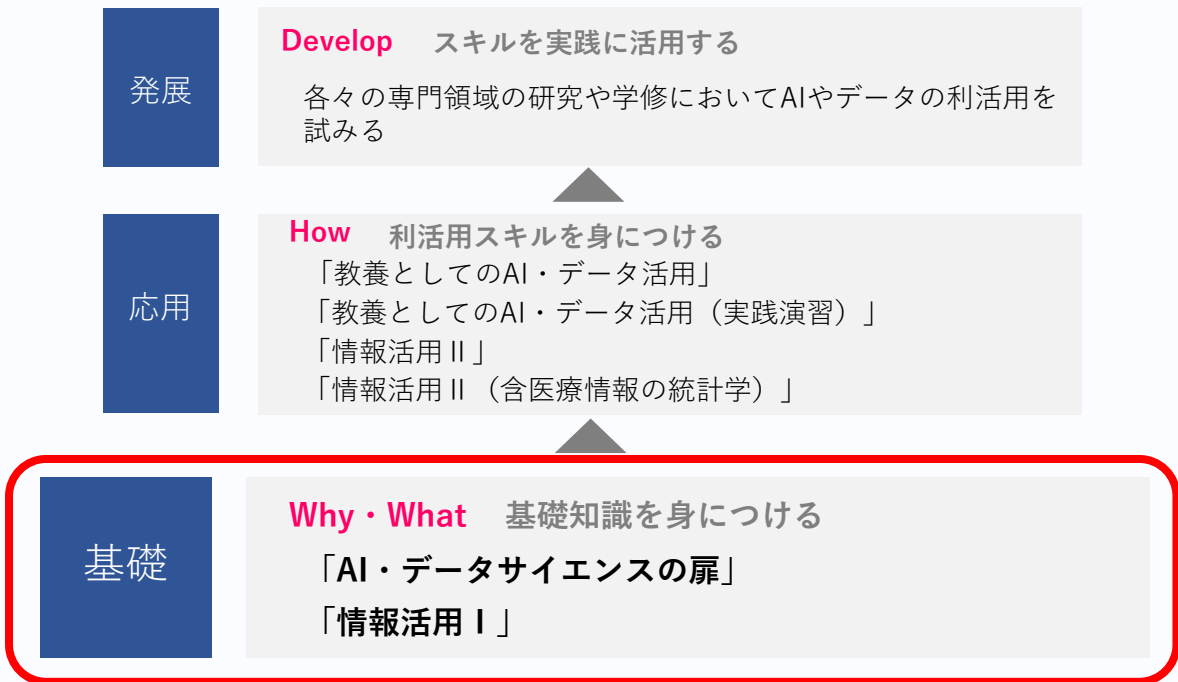 発展
Develop スキルを実践に活用する
各々の専門領域の研究や学修においてAIやデータの利活用を
試みる
応用
How 利活用スキルを身につける
「教養としてのAI・データ活用」
「教養としてのAI・データ活用（実践演習）」
「情報活用Ⅱ」
「情報活用Ⅱ（含医療情報の統計学）」
基礎
Why・What 基礎知識を身につける
「AI・データサイエンスの扉」
「情報活用Ⅰ」